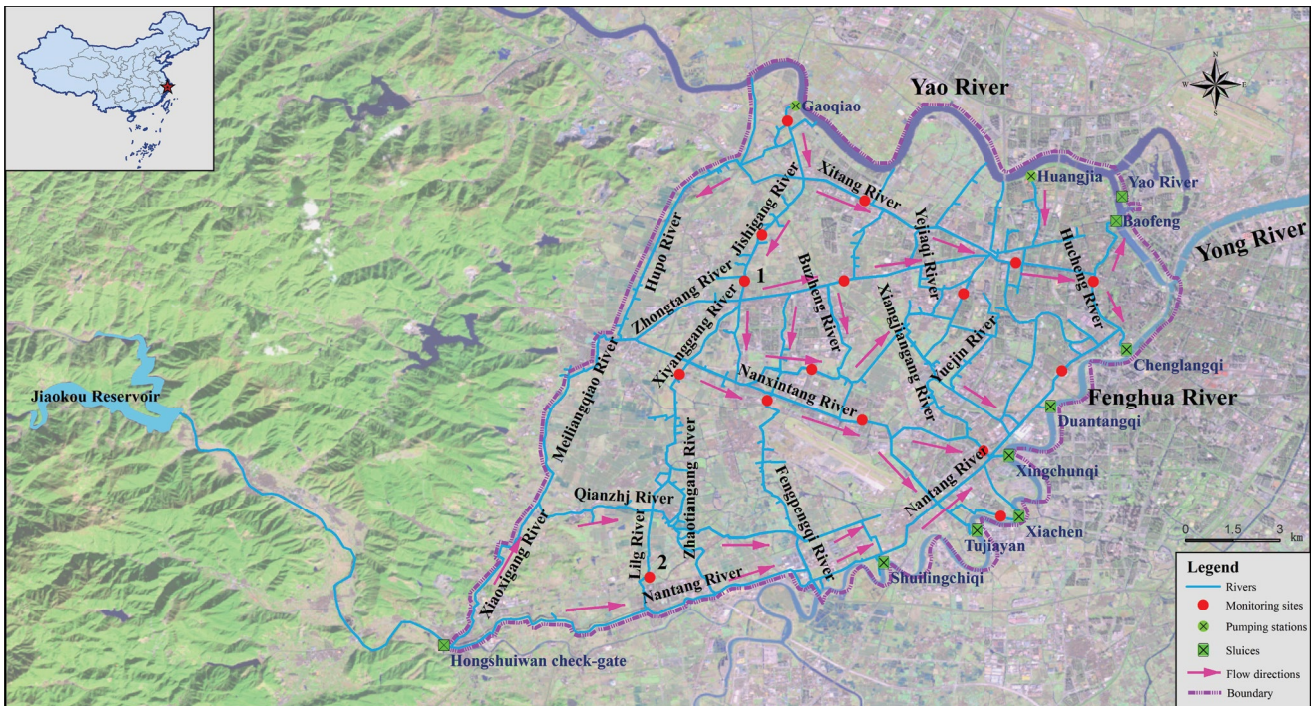 Gaoqiao
Yao River
N
W
E
S
Huangjia
Yao River
Baofeng
Yong River
Xitang River
Jishigang River
Hupo River
Yejiaqi River
Hucheng River
1
Zhongtang River
Buzheng River
Xiangjiangang River
Xiyanggang River
Yuejin River
Chenglangqi
Jiaokou Reservoir
Meiliangqiao River
Nanxintang River
Fenghua River
Duantangqi
Xingchunqi
Nantang River
Zhaotiangang River
Fengpengqi River
Qianzhj River
Xiachen
Tujiayan
Lilg River
2
Xiaoxigang River
Nantang River
Shuilingchiqi
Hongshuiwan check-gate
0 1.5 3
km
Legend
Rivers
Monitoring sites
Pumping stations
Sluices
Flow directions
Boundary